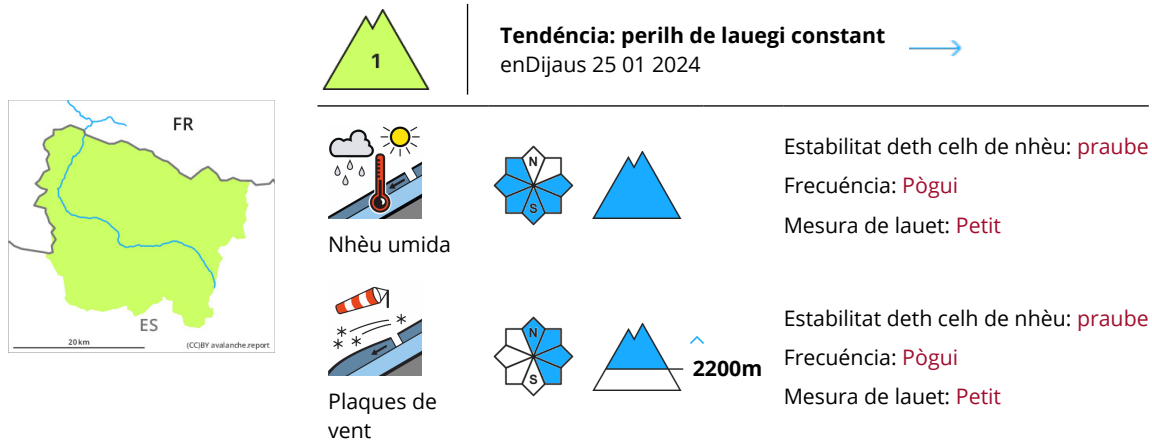 1
Tendéncia: perilh de lauegi constant
enDijaus 25 01 2024
FR
ES
20 km
(CC)BY avalanche.report
N
S
Nhèu umida
Estabilitat deth celh de nhèu: praube
Frecuéncia: Pògui
Mesura de lauet: Petit
N
S
2200m
Plaques de
vent
Estabilitat deth celh de nhèu: praube
Frecuéncia: Pògui
Mesura de lauet: Petit